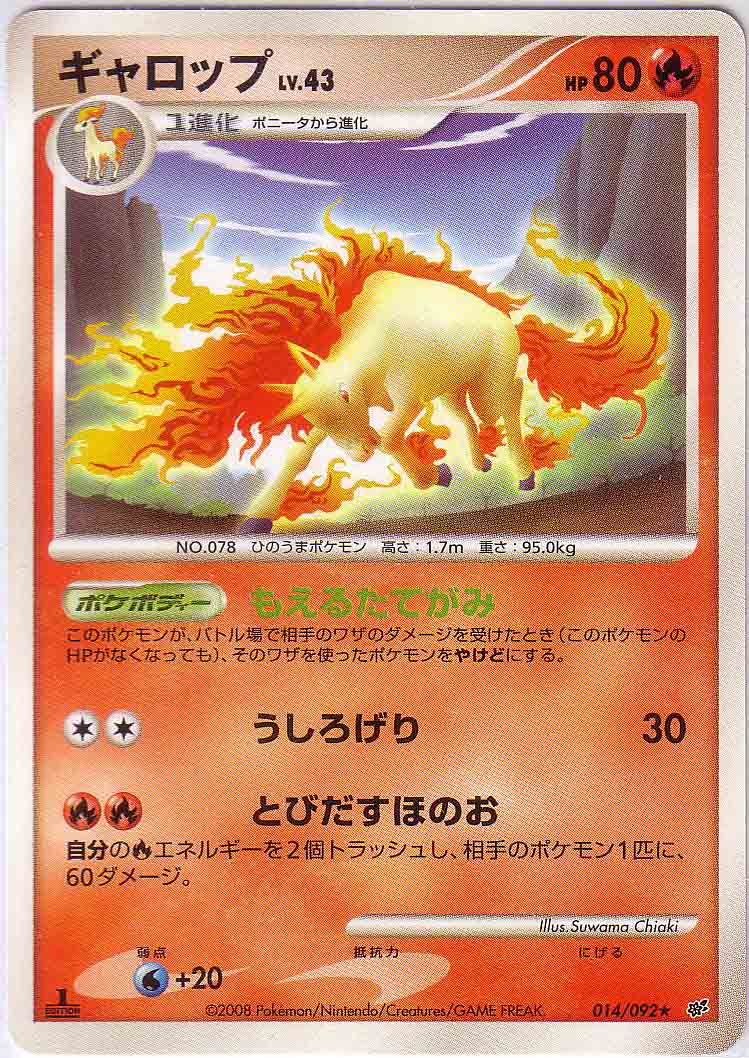 ギャロップ LV.43 HP 80
1進化 ポニータから進化
NO.078 ひのうまポケモン 高さ：1.7m 重さ：95.0kg
ポケボディー もえるたてがみ
このポケモンが、バトル場で相手のワザのダメージを受けたとき（このポケモンの
HPがなくなっても）、そのワザを使ったポケモンをやけどにする。
うしろげり 30
とびだすほのお
自分のエネルギーを2個トラッシュし、相手のポケモン1匹に、
60ダメージ。
Illus.Suwama Chiaki
弱点 抵抗力 にげる
+20
1 EDITION ©2008 Pokémon/Nintendo/Creatures/GAME FREAK. 014/092★